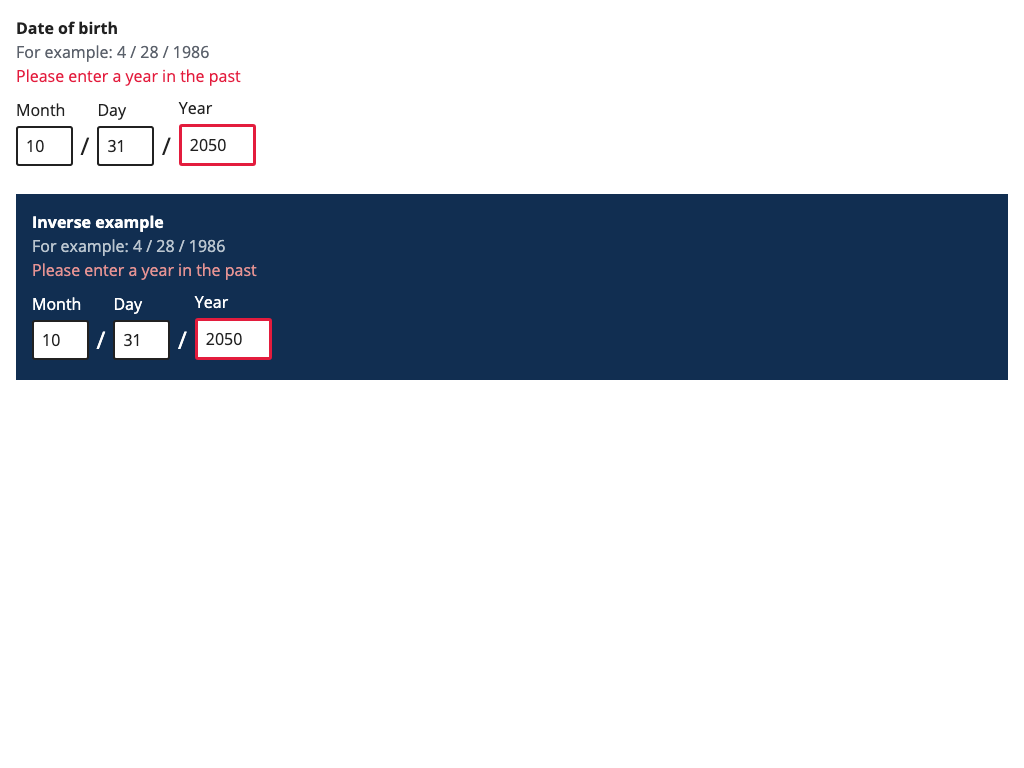 Date of birth
For example: 4 / 28 / 1986
Please enter a year in the past
Month Day Year
10 / 31 / 2050
Inverse example
For example: 4 / 28 / 1986
Please enter a year in the past
Month Day Year
10 / 31 / 2050